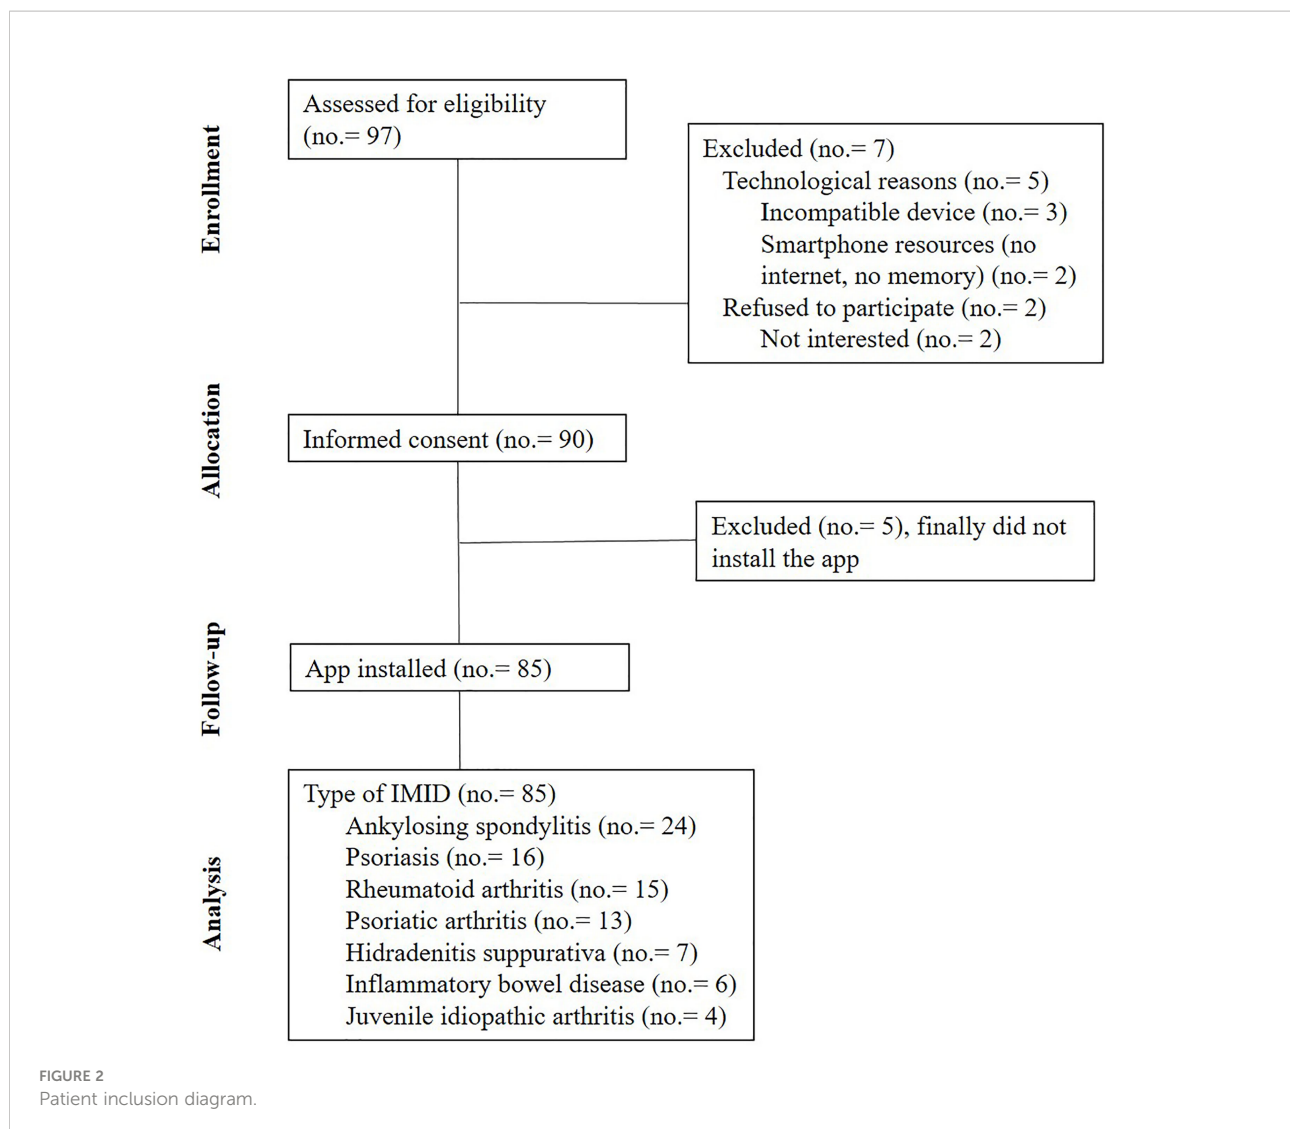 Enrollment
Assessed for eligibility
(no.= 97)
Excluded (no.= 7)
Technological reasons (no.= 5)
Incompatible device (no.= 3)
Smartphone resources (no
internet, no memory) (no.= 2)
Refused to participate (no.= 2)
Not interested (no.= 2)
Allocation
Informed consent (no.= 90)
Excluded (no.= 5), finally did not
install the app
Follow-up
App installed (no.= 85)
Analysis
Type of IMID (no.= 85)
Ankylosing spondylitis (no.= 24)
Psoriasis (no.= 16)
Rheumatoid arthritis (no.= 15)
Psoriatic arthritis (no.= 13)
Hidradenitis suppurativa (no.= 7)
Inflammatory bowel disease (no.= 6)
Juvenile idiopathic arthritis (no.= 4)
FIGURE 2
Patient inclusion diagram.